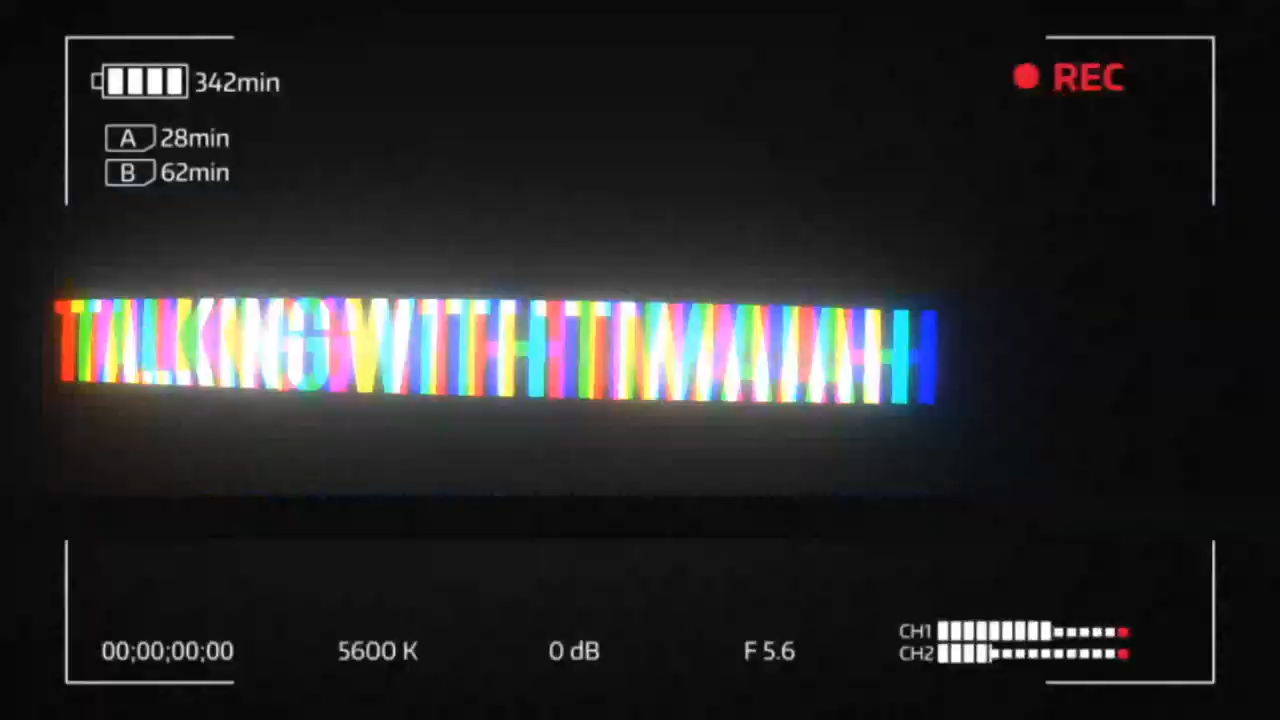 342min
REC
A 28min
B 62min
TALKING WITH
CH1
00;00;00;00 5600 K 0 dB F 5.6 CH2